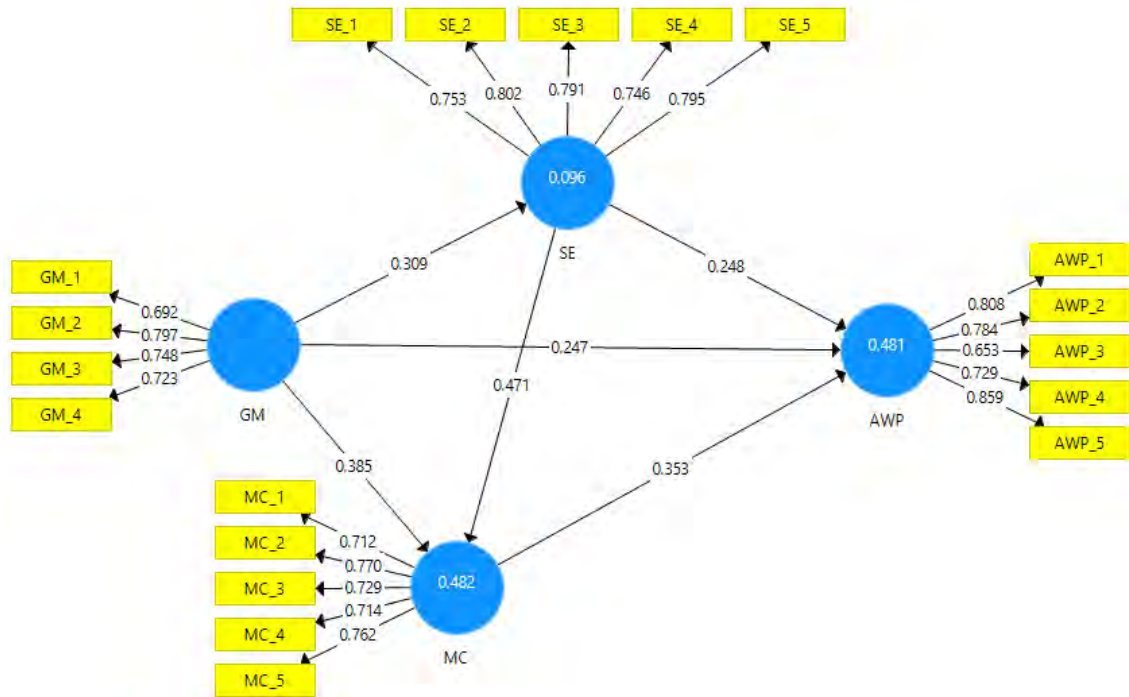 SE_1 SE_2 SE_3 SE_4 SE_5
0.753 0.802 0.791 0.746 0.795
0.096
SE
GM_1
GM_2
GM_3
GM_4
0.692
0.797
0.748
0.723
GM
0.309
0.248
0.247
0.471
0.385
0.353
0.481
AWP
0.808
0.784
0.653
0.729
0.859
AWP_1
AWP_2
AWP_3
AWP_4
AWP_5
MC_1
MC_2
MC_3
MC_4
MC_5
0.712
0.770
0.729
0.714
0.762
0.482
MC